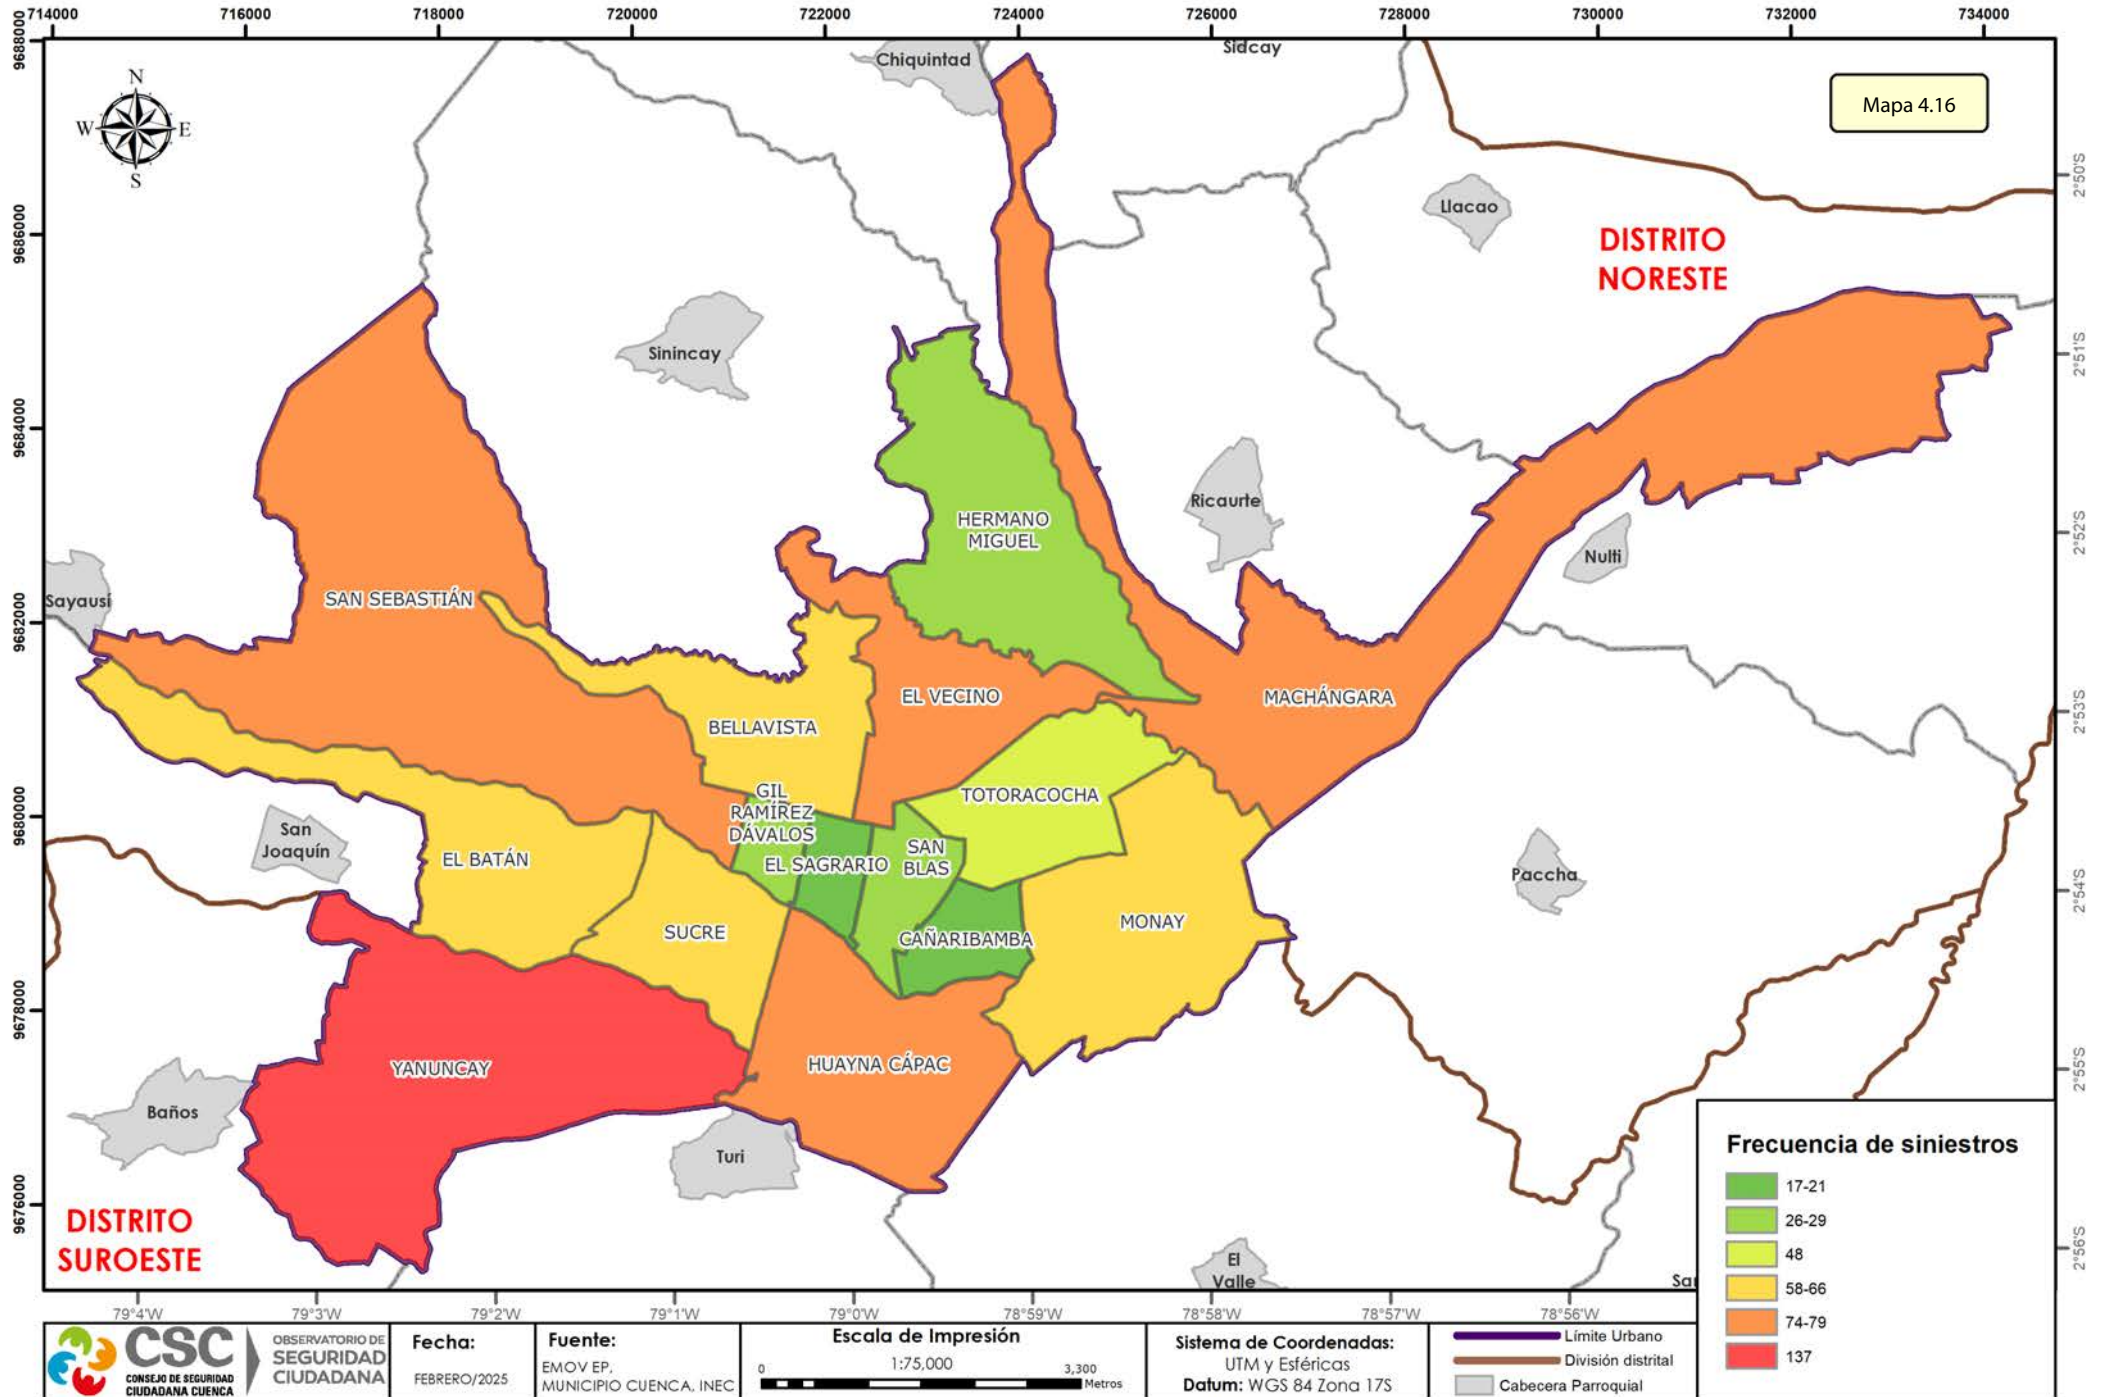 714000 716000 718000 720000 722000 724000 726000 728000 730000 732000 734000
9688000
9686000
9684000
9682000
9680000
9678000
9676000
N
W E
S
Chiquintad
Sidcay
Mapa 4.16
Llacao
DISTRITO
NORESTE
Sinincay
Ricaurte
Nulti
HERMANO
MIGUEL
SAN SEBASTIÁN
Sayausí
EL VECINO
MACHÁNGARA
BELLAVISTA
TOTORACOCHA
GIL
RAMÍREZ
DÁVALOS
San
Joaquín
EL BATÁN
EL SAGRARIO
SAN
BLAS
Paccha
SUCRE
CAÑARIBAMBA
MONAY
YANUNCAY
HUAYNA CÁPAC
Baños
Turi
DISTRITO
SUROESTE
El
Valle
2°50'S
2°51'S
2°52'S
2°53'S
2°54'S
2°55'S
2°56'S
79°4'W 79°3'W 79°2'W 79°1'W 79°0'W 78°59'W 78°58'W 78°57'W 78°56'W
Frecuencia de siniestros
17-21
26-29
48
58-66
74-79
137
CSC
CONSEJO DE SEGURIDAD
CIUDADANA CUENCA
OBSERVATORIO DE
SEGURIDAD
CIUDADANA
Fecha:
FEBRERO/2025
Fuente:
EMOV EP,
MUNICIPIO CUENCA, INEC
Escala de Impresión
1:75,000
0 3,300
Metros
Sistema de Coordenadas:
UTM y Esféricas
Datum: WGS 84 Zona 17S
Límite Urbano
División distrital
Cabecera Parroquial